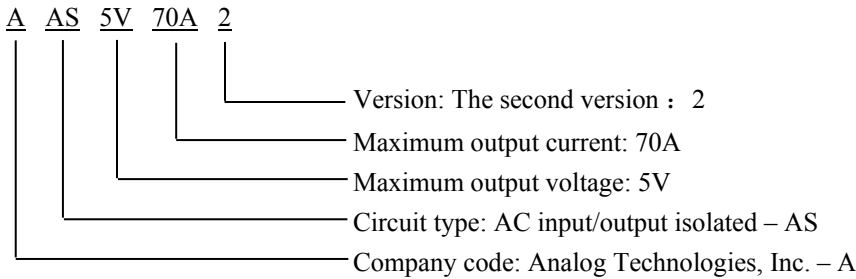 A AS 5V 70A 2
Version: The second version ：2
Maximum output current: 70A
Maximum output voltage: 5V
Circuit type: AC input/output isolated – AS
Company code: Analog Technologies, Inc. – A